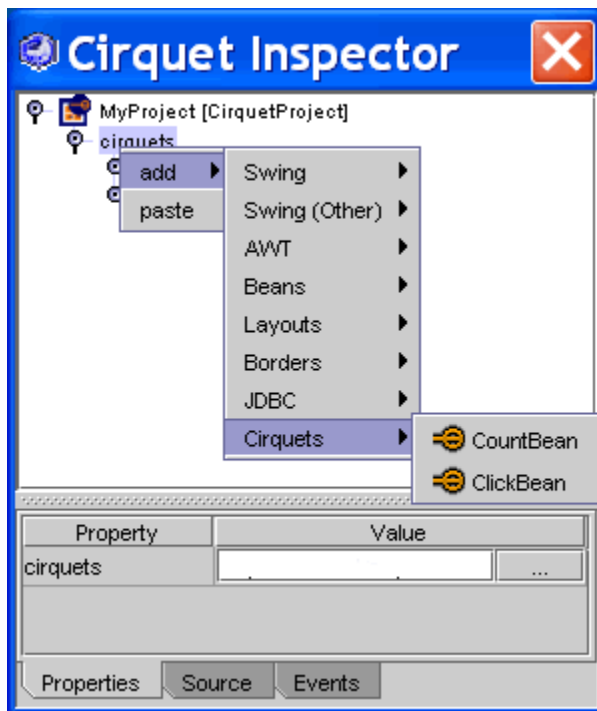 Cirquet Inspector
MyProject [CirquetProject]
cirquets
add
paste
Swing
Swing (Other)
AWT
Beans
Layouts
Borders
JDBC
Cirquets
CountBean
ClickBean
Property Value
cirquets ...
Properties Source Events